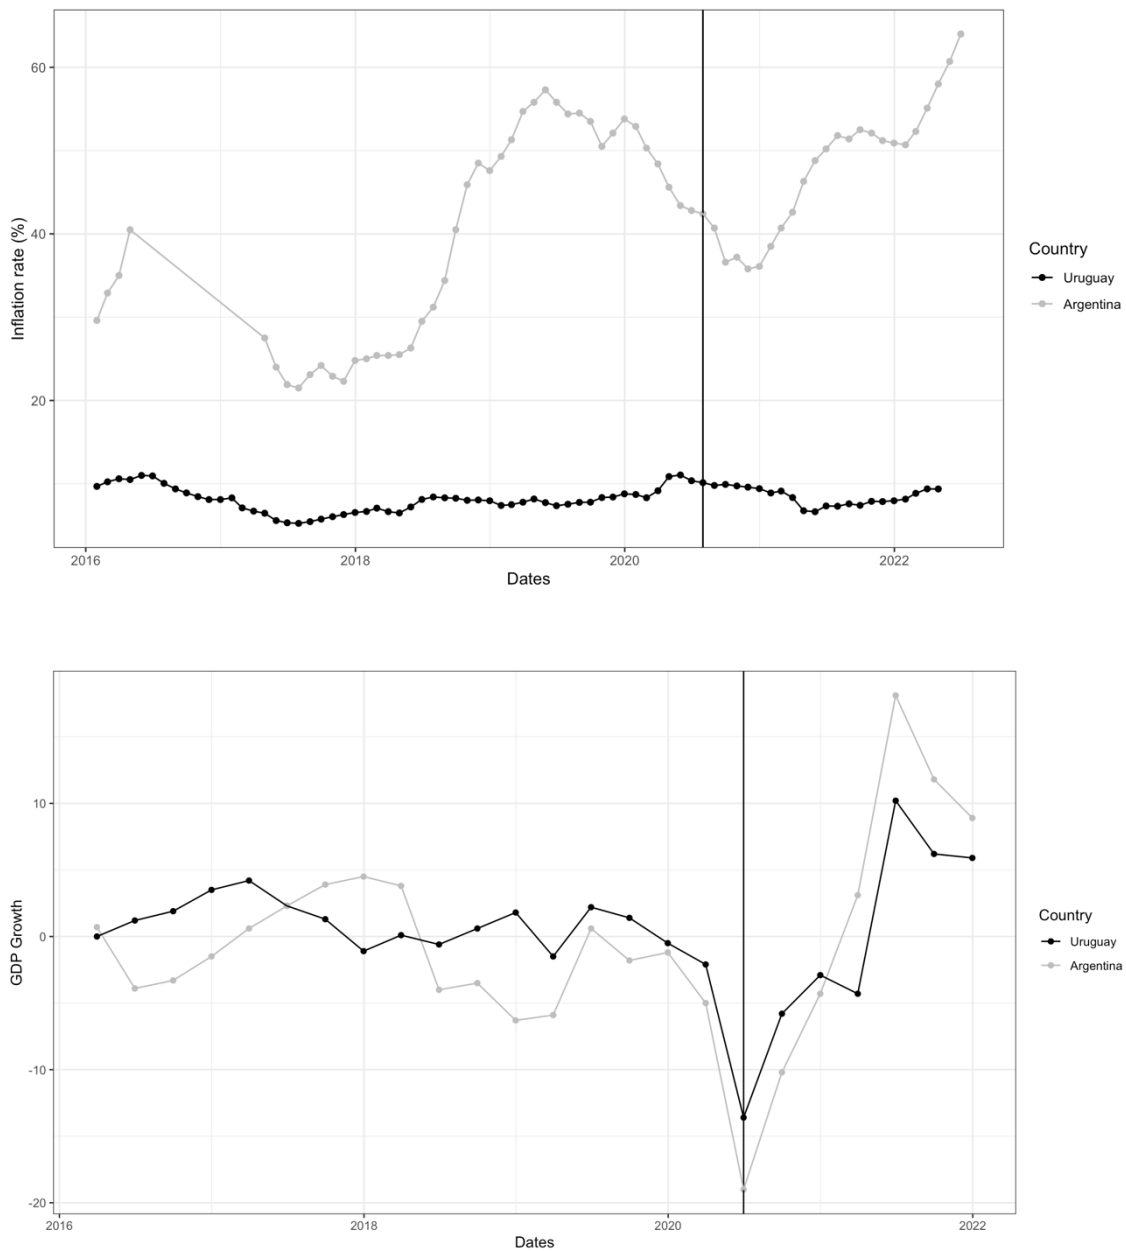 60
40
20
Inflation rate (%)
2016
2018
2020
2022
Dates
Country
Uruguay
Argentina
10
0
-10
-20
GDP Growth
2016
2018
2020
2022
Dates
Country
Uruguay
Argentina